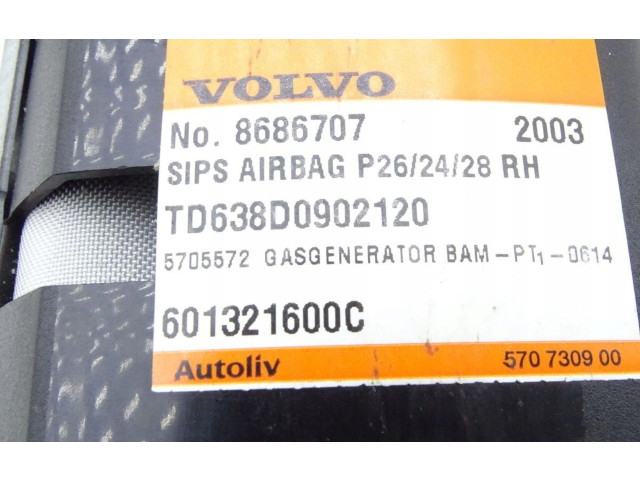 VOLVO
No. 8686707 2003
SIPS AIRBAG P26/24/28 RH
TD638D0902120
5705572 GASGENERATOR BAM-PT1-0614
601321600C
Autoliv 570 7309 00